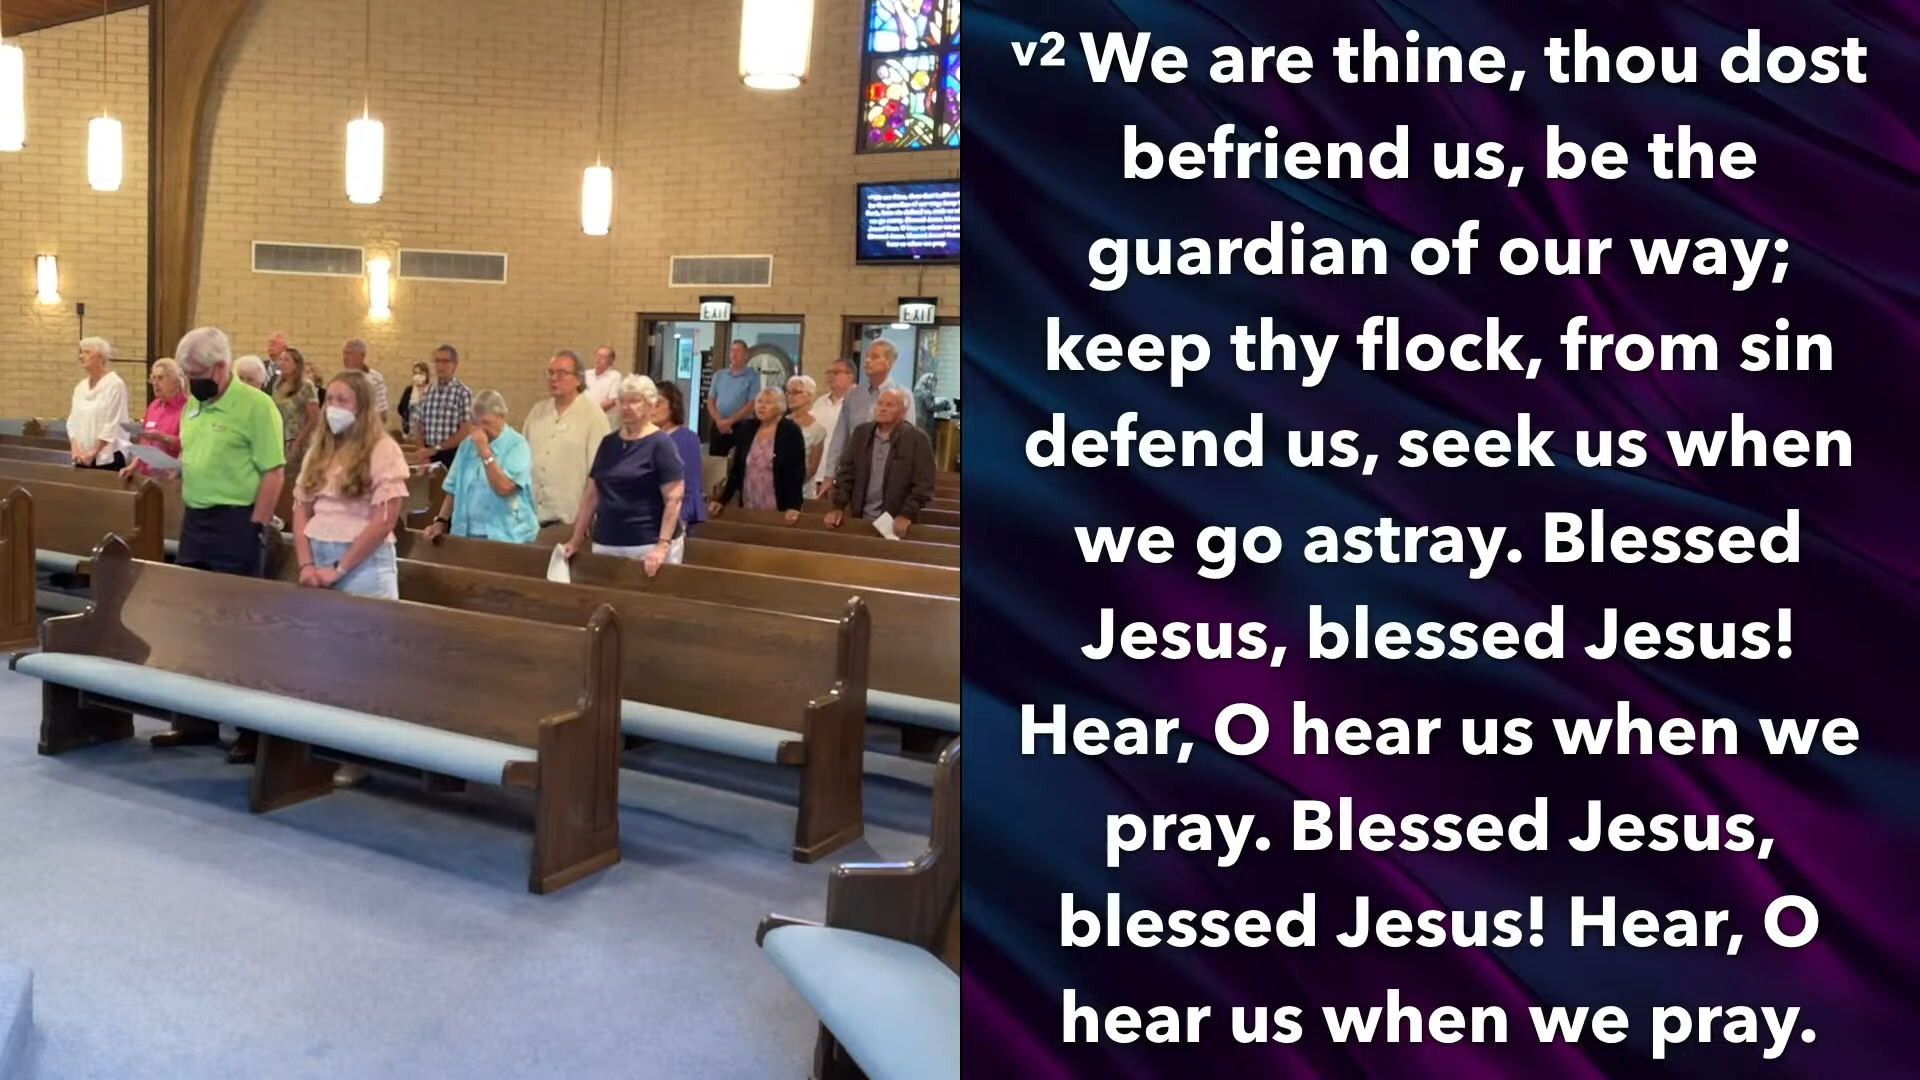 EXIT
EXIT
v2 We are thine, thou dost
befriend us, be the
guardian of our way;
keep thy flock, from sin
defend us, seek us when
we go astray. Blessed
Jesus, blessed Jesus!
Hear, O hear us when we
pray. Blessed Jesus,
blessed Jesus! Hear, O
hear us when we pray.